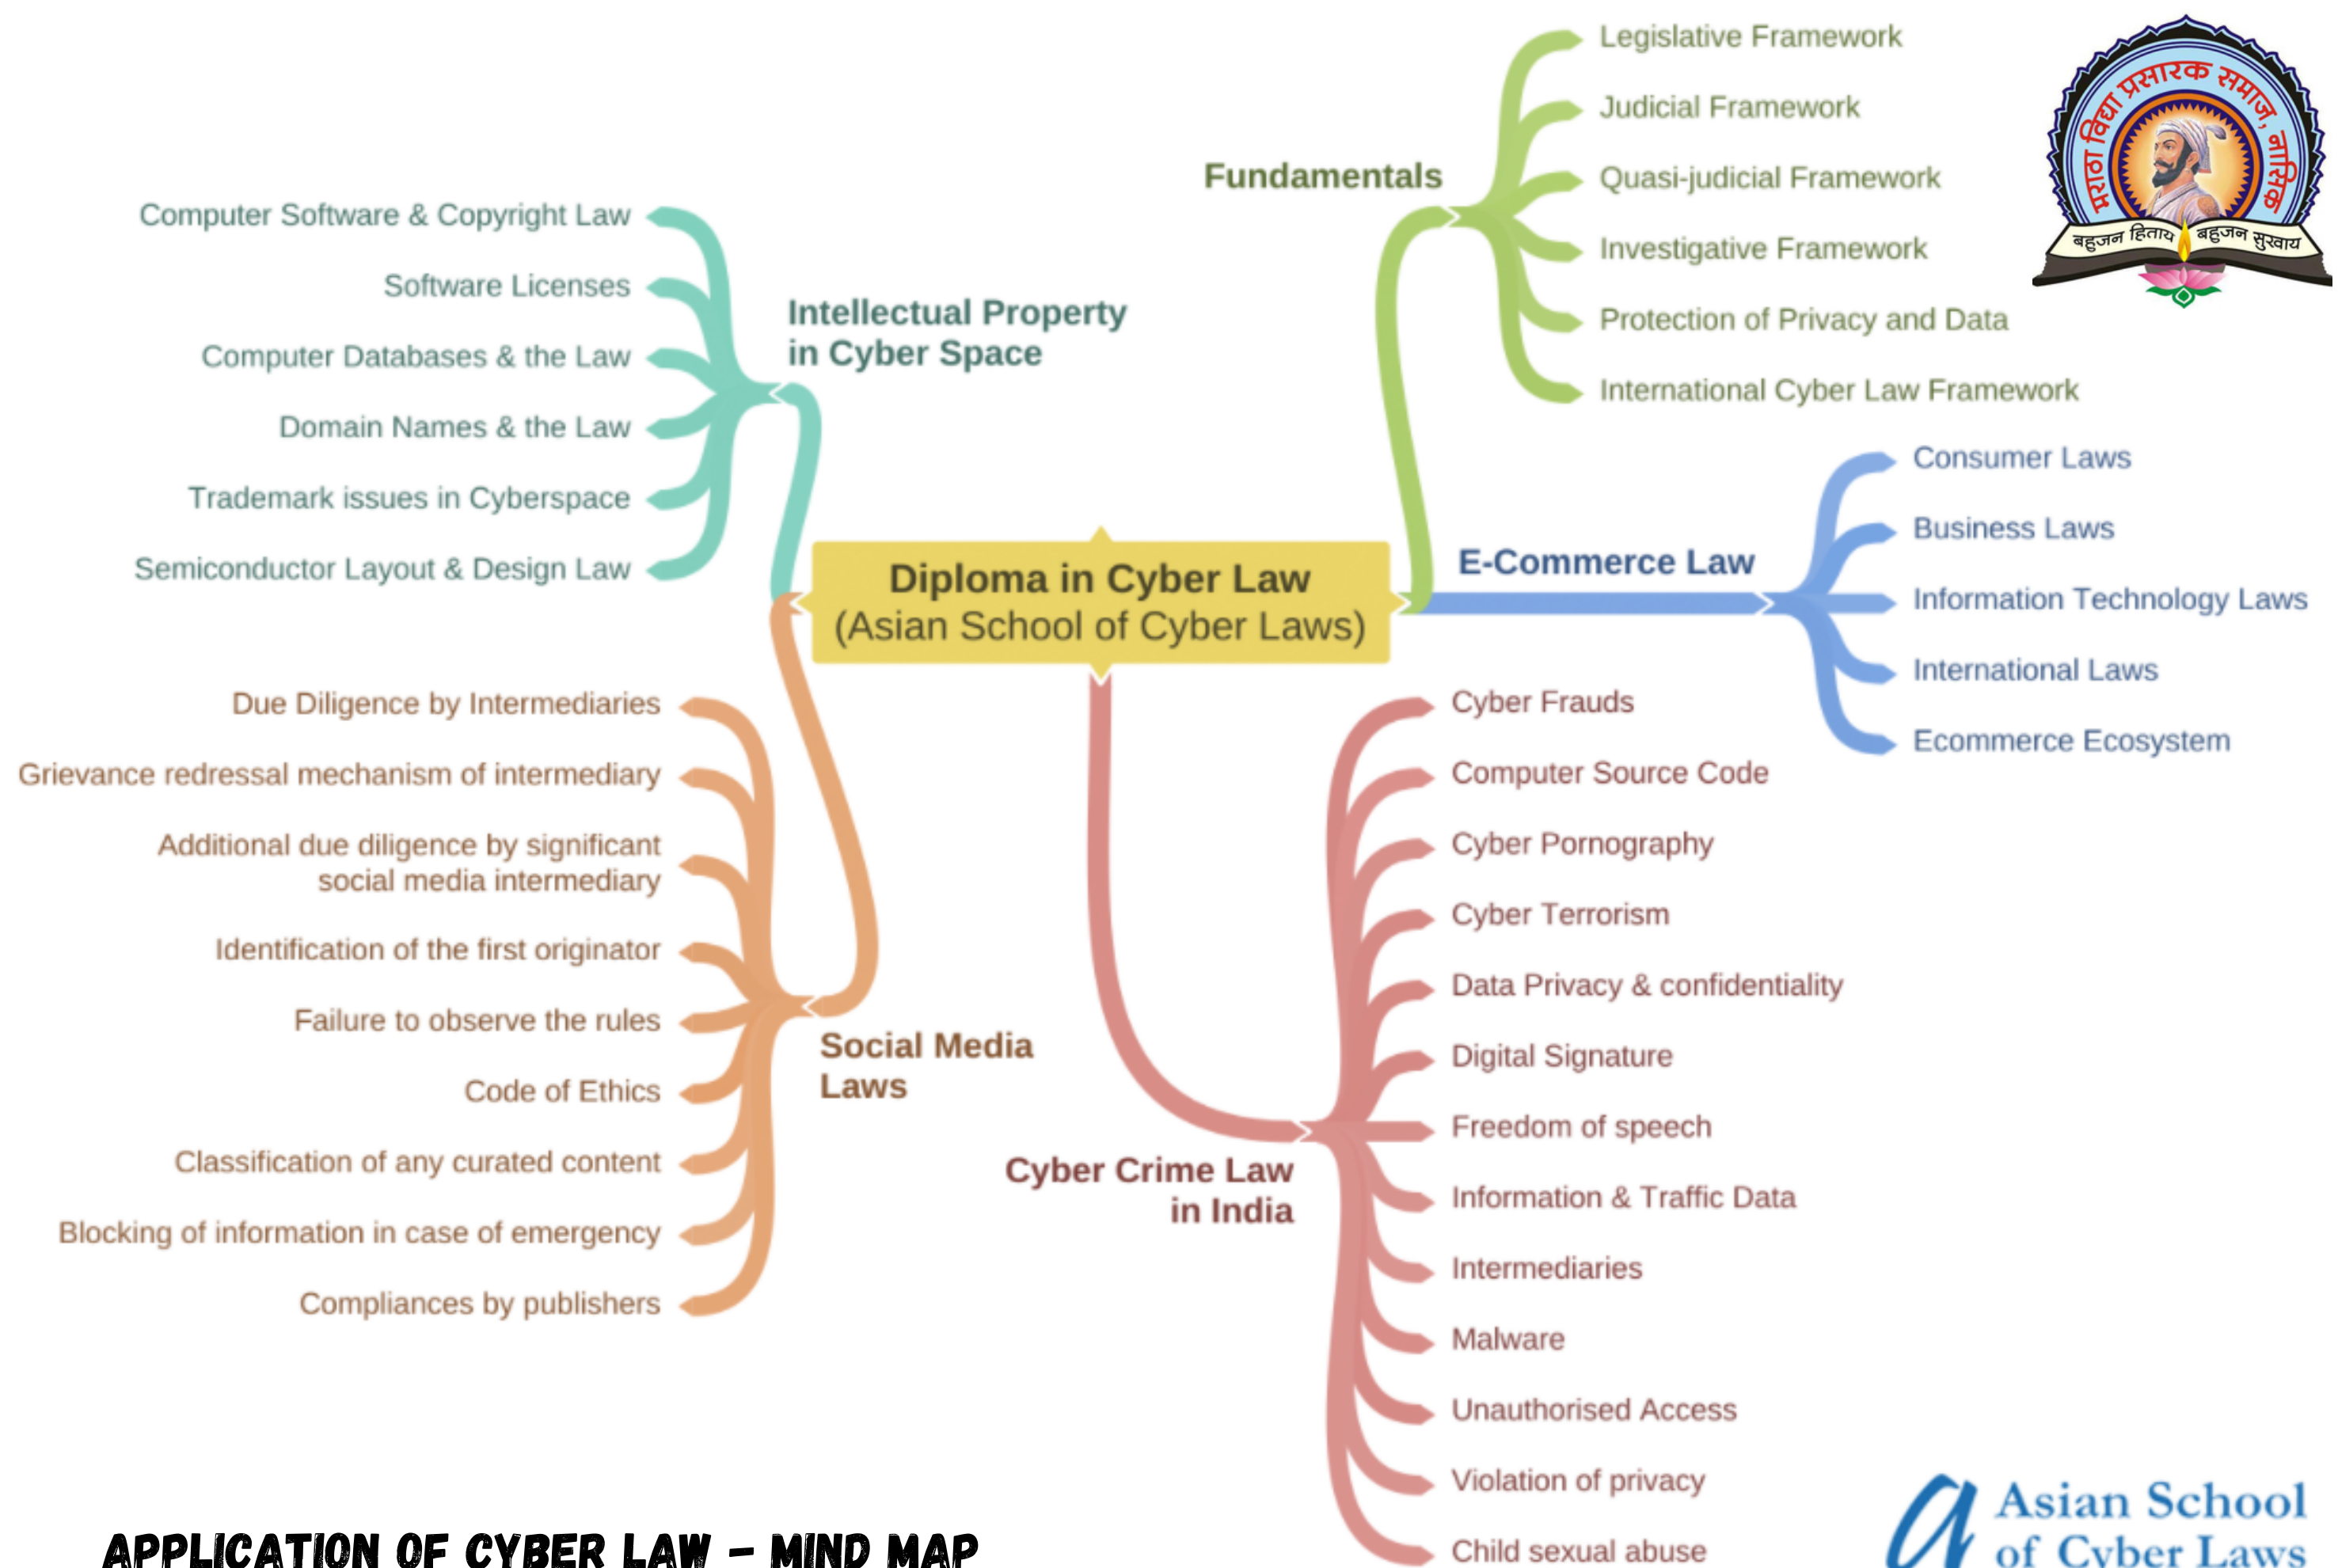 Legislative Framework
Judicial Framework
Fundamentals
Quasi-judicial Framework
Investigative Framework
Protection of Privacy and Data
International Cyber Law Framework
मराठा विद्या प्रसारक समाज, नासिक
बहुजन हिताय बहुजन सुखाय
Computer Software & Copyright Law
Software Licenses
Computer Databases & the Law
Domain Names & the Law
Trademark issues in Cyberspace
Semiconductor Layout & Design Law
Intellectual Property
in Cyber Space
Diploma in Cyber Law
(Asian School of Cyber Laws)
E-Commerce Law
Consumer Laws
Business Laws
Information Technology Laws
International Laws
Ecommerce Ecosystem
Due Diligence by Intermediaries
Grievance redressal mechanism of intermediary
Additional due diligence by significant
social media intermediary
Identification of the first originator
Failure to observe the rules
Code of Ethics
Classification of any curated content
Blocking of information in case of emergency
Compliances by publishers
Social Media
Laws
Cyber Crime Law
in India
Cyber Frauds
Computer Source Code
Cyber Pornography
Cyber Terrorism
Data Privacy & confidentiality
Digital Signature
Freedom of speech
Information & Traffic Data
Intermediaries
Malware
Unauthorised Access
Violation of privacy
Child sexual abuse
APPLICATION OF CYBER LAW – MIND MAP
Asian School
of Cyber Laws